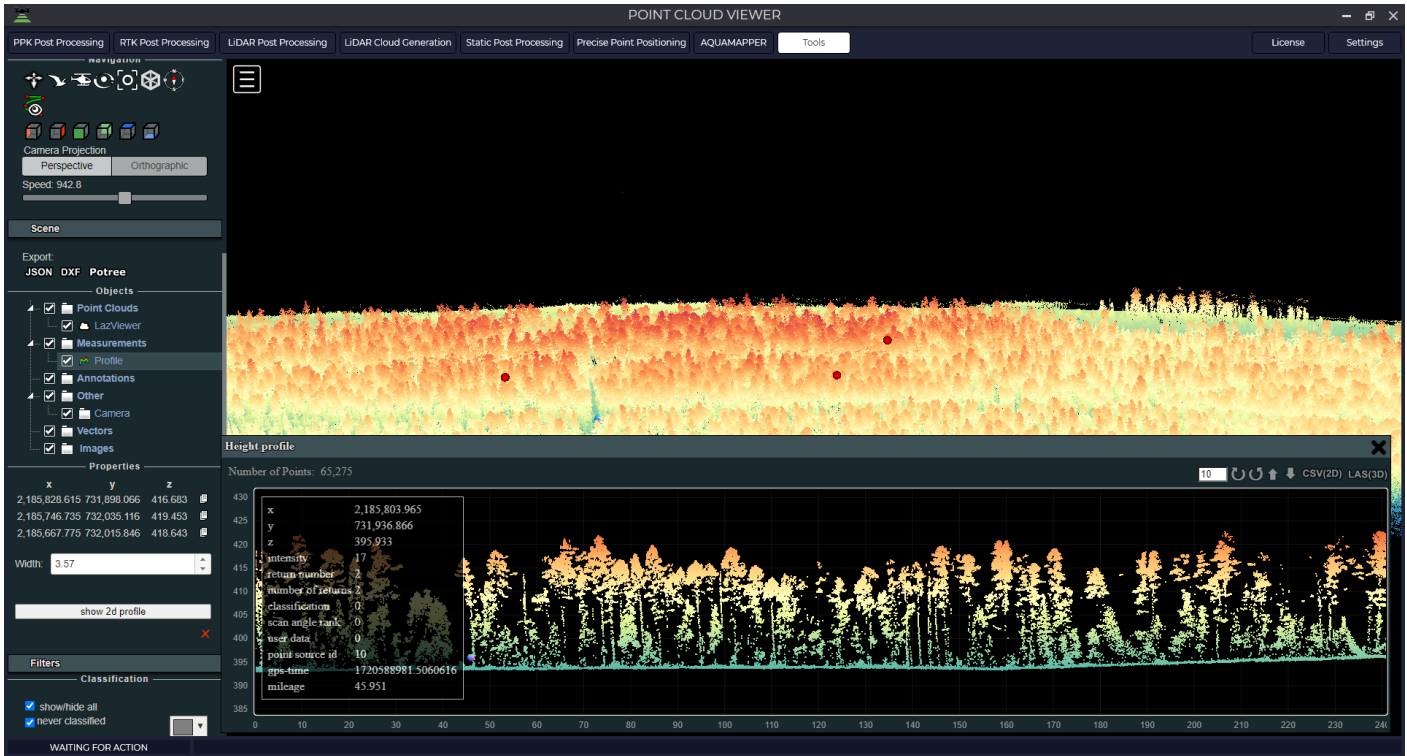 POINT CLOUD VIEWER
PPK Post Processing RTK Post Processing LiDAR Post Processing LiDAR Cloud Generation Static Post Processing Precise Point Positioning AQUAMAPPER Tools License Settings
Navigation
Camera Projection
Perspective Orthographic
Speed: 942.8
Scene
Export:
JSON DXF Potree
Objects
Point Clouds
LazViewer
Measurements
Profile
Annotations
Other
Camera
Vectors
Images
Properties
x y z
2,185,828.615 731,898.066 416.683
2,185,746.735 732,035.116 419.453
2,185,667.775 732,015.846 418.643
Width: 3.57
show 2d profile
Filters
Classification
show/hide all
never classified
WAITING FOR ACTION
Height profile
Number of Points: 65,275
10 CSV(2D) LAS(3D)
430
425
420
415
410
405
400
395
390
385
x 2,185,803.965
y 731,936.866
z 395.933
intensity 17
return number 2
number of returns 2
classification 0
scan angle rank 0
user data 0
point source id 10
gps-time 1720588981.5060616
mileage 45.951
0 10 20 30 40 50 60 70 80 90 100 110 120 130 140 150 160 170 180 190 200 210 220 230